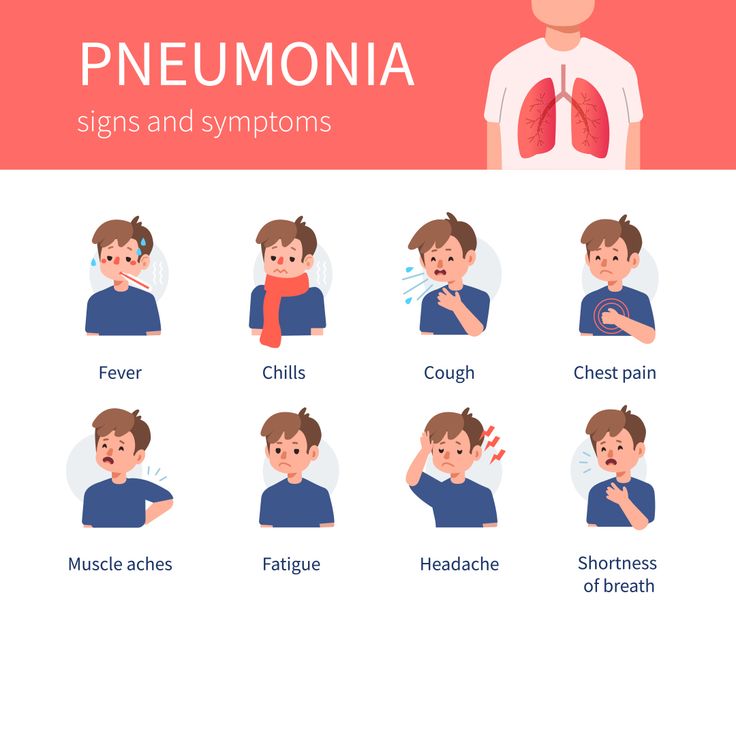 PNEUMONIA
signs and symptoms
Fever
Chills
Cough
Chest pain
Muscle aches
Fatigue
Headache
Shortness
of breath